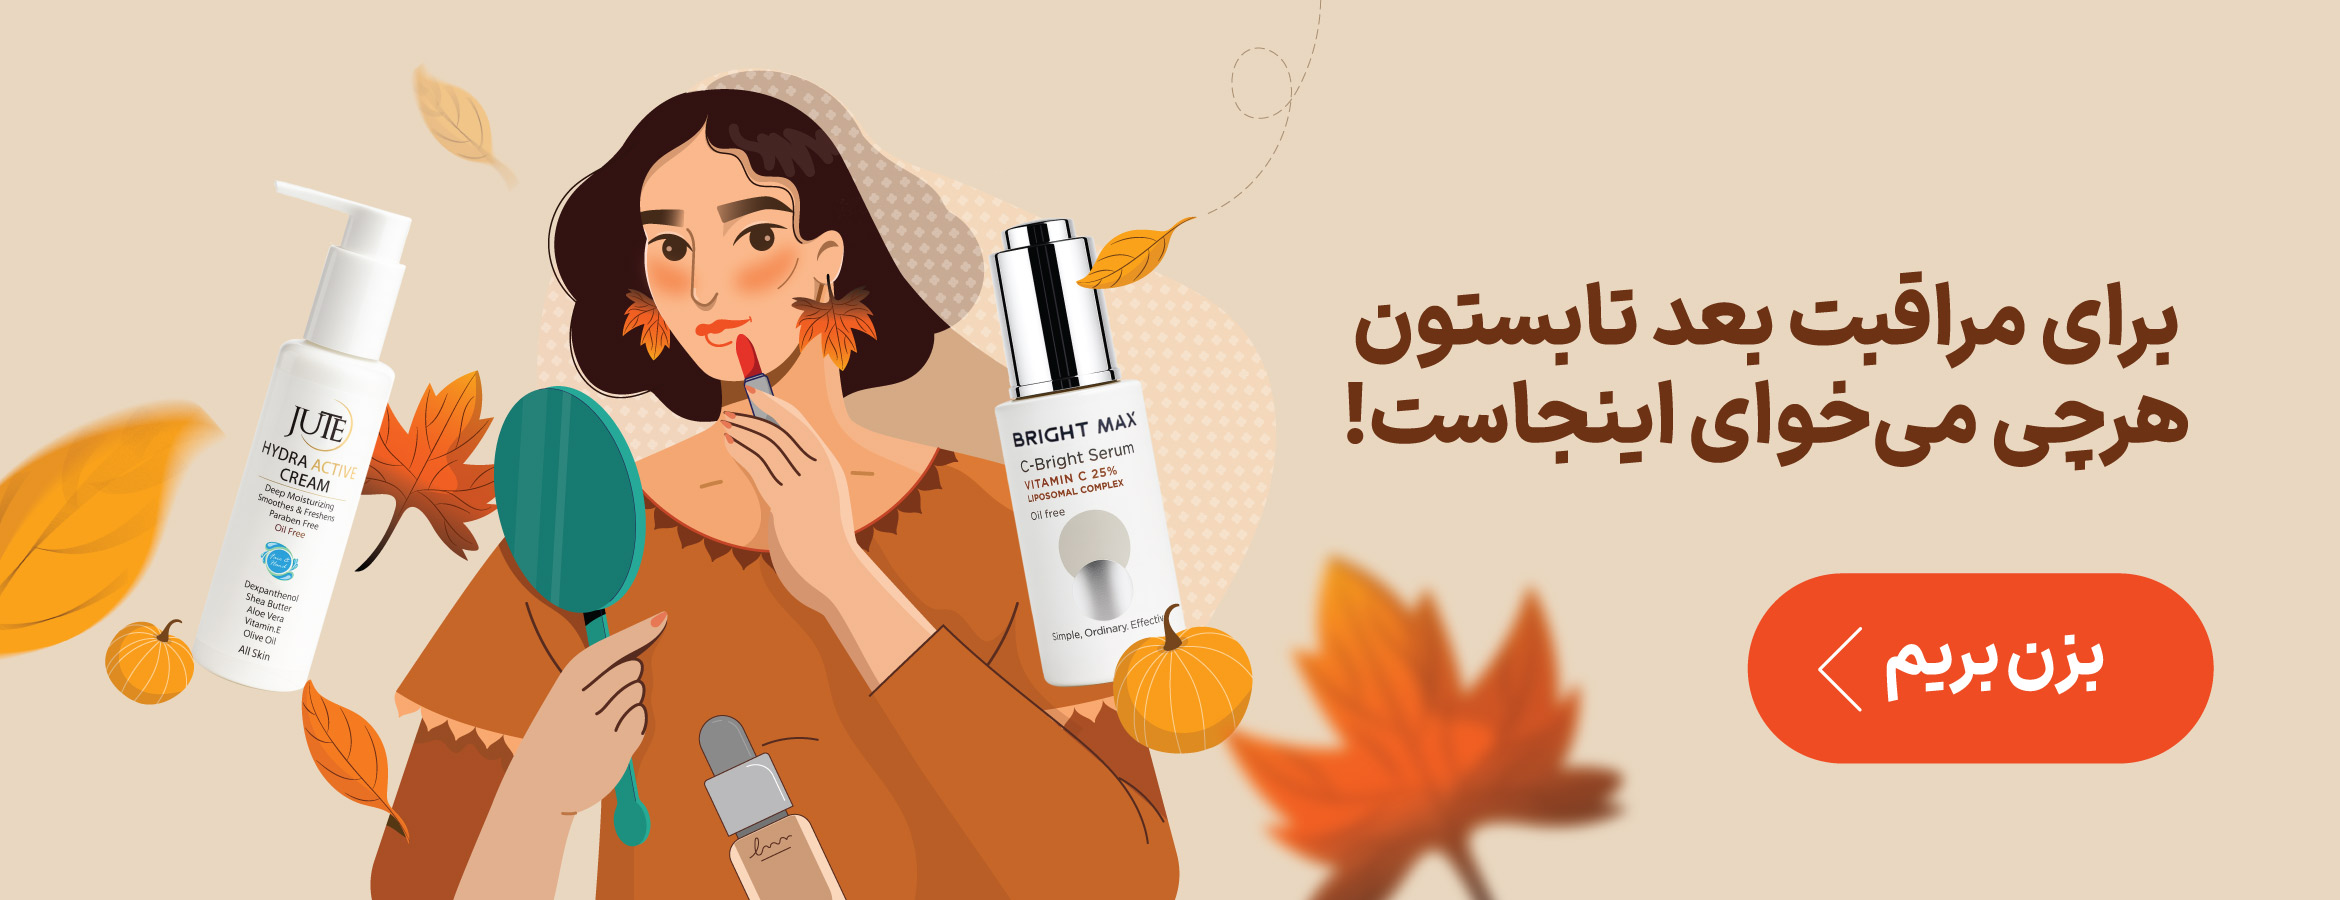 برای مراقبت بعد تابستون
هرچی می‌خوای اینجاست!
بزن بریم
JUTE
HYDRA ACTIVE
CREAM
Deep Moisturizing
Smoothes & Freshens
Paraben Free
Oil Free
Dexpanthenol
Shea Butter
Aloe Vera
Vitamin.E
Olive Oil
All Skin
BRIGHT MAX
C-Bright Serum
VITAMIN C 25%
LIPOSOMAL COMPLEX
Oil free
Simple, Ordinary. Effectiv